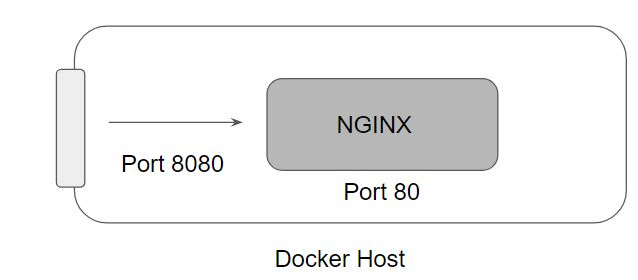 NGINX
Port 8080
Port 80
Docker Host